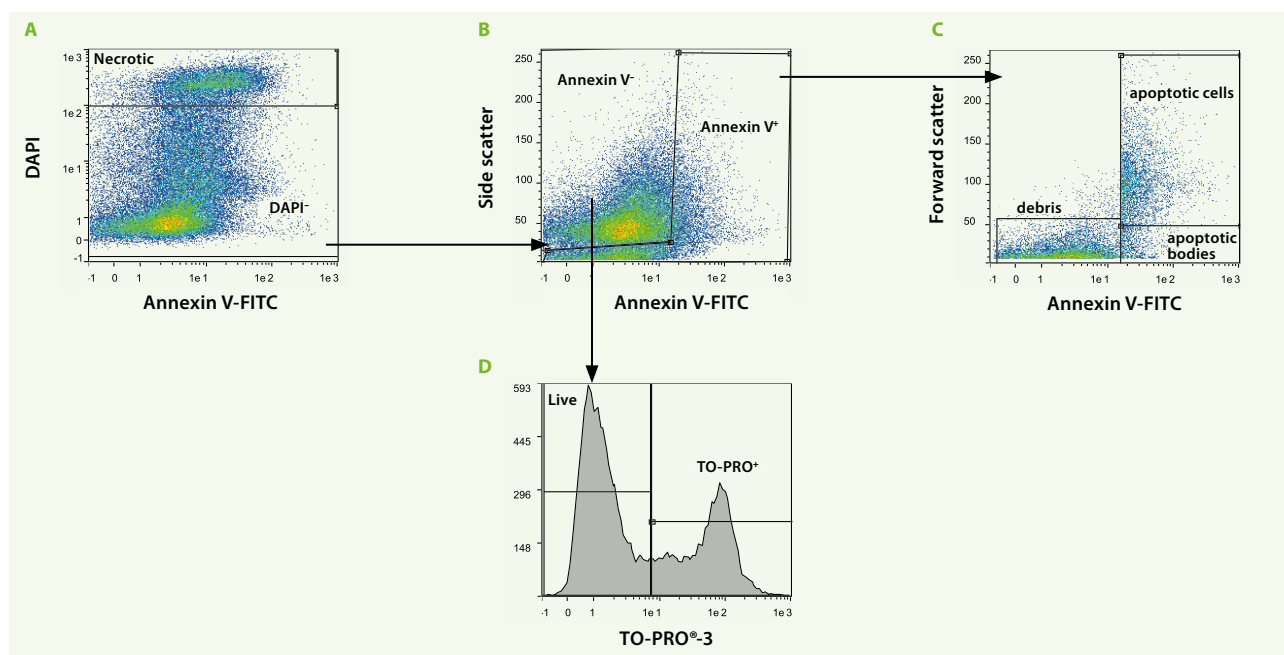 A
1e3
1e2
1e1
1
0
-1
DAPI
Necrotic
DAPI⁻
-1 0 1 1e1 1e2 1e3
Annexin V-FITC
B
250
200
150
100
50
Side scatter
Annexin V⁻
Annexin V⁺
1e1 1e2 1e3
Annexin V-FITC
C
250
200
150
100
50
Forward scatter
apoptotic cells
debris
apoptotic
bodies
-1 0 1 1e1 1e2 1e3
Annexin V-FITC
D
593
445
296
148
Live
TO-PRO⁺
-1 0 1 1e1 1e2 1e3
TO-PRO®-3